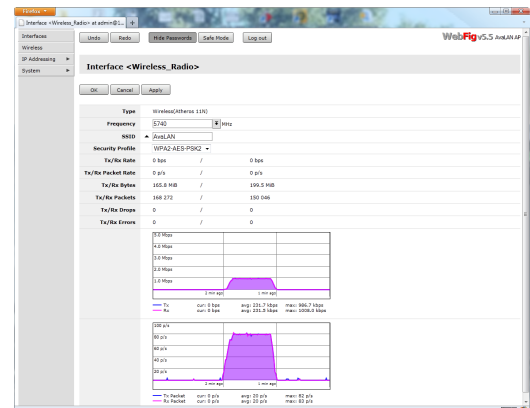 Firefox
Interface <Wireless_Radio> at admin@1... +
Interfaces
Wireless
IP Addressing
System
Undo Redo Hide Passwords Safe Mode Log out
WebFig v5.5 AvaLAN AP
Interface <Wireless_Radio>
OK Cancel Apply
Type Wireless(Atheros 11N)
Frequency 5740 MHz
SSID AvaLAN
Security Profile WPA2-AES-PSK2
Tx/Rx Rate 0 bps / 0 bps
Tx/Rx Packet Rate 0 p/s / 0 p/s
Tx/Rx Bytes 165.8 MiB / 199.5 MiB
Tx/Rx Packets 168 272 / 150 046
Tx/Rx Drops 0 / 0
Tx/Rx Errors 0 / 0
5.0 Mbps
4.0 Mbps
3.0 Mbps
2.0 Mbps
1.0 Mbps
2 min ago 1 min ago
Tx cur: 0 bps avg: 231.7 kbps max: 986.7 kbps
Rx cur: 0 bps avg: 231.5 kbps max: 1008.0 kbps
100 p/s
80 p/s
60 p/s
40 p/s
20 p/s
2 min ago 1 min ago
Tx Packet cur: 0 p/s avg: 20 p/s max: 82 p/s
Rx Packet cur: 0 p/s avg: 20 p/s max: 83 p/s